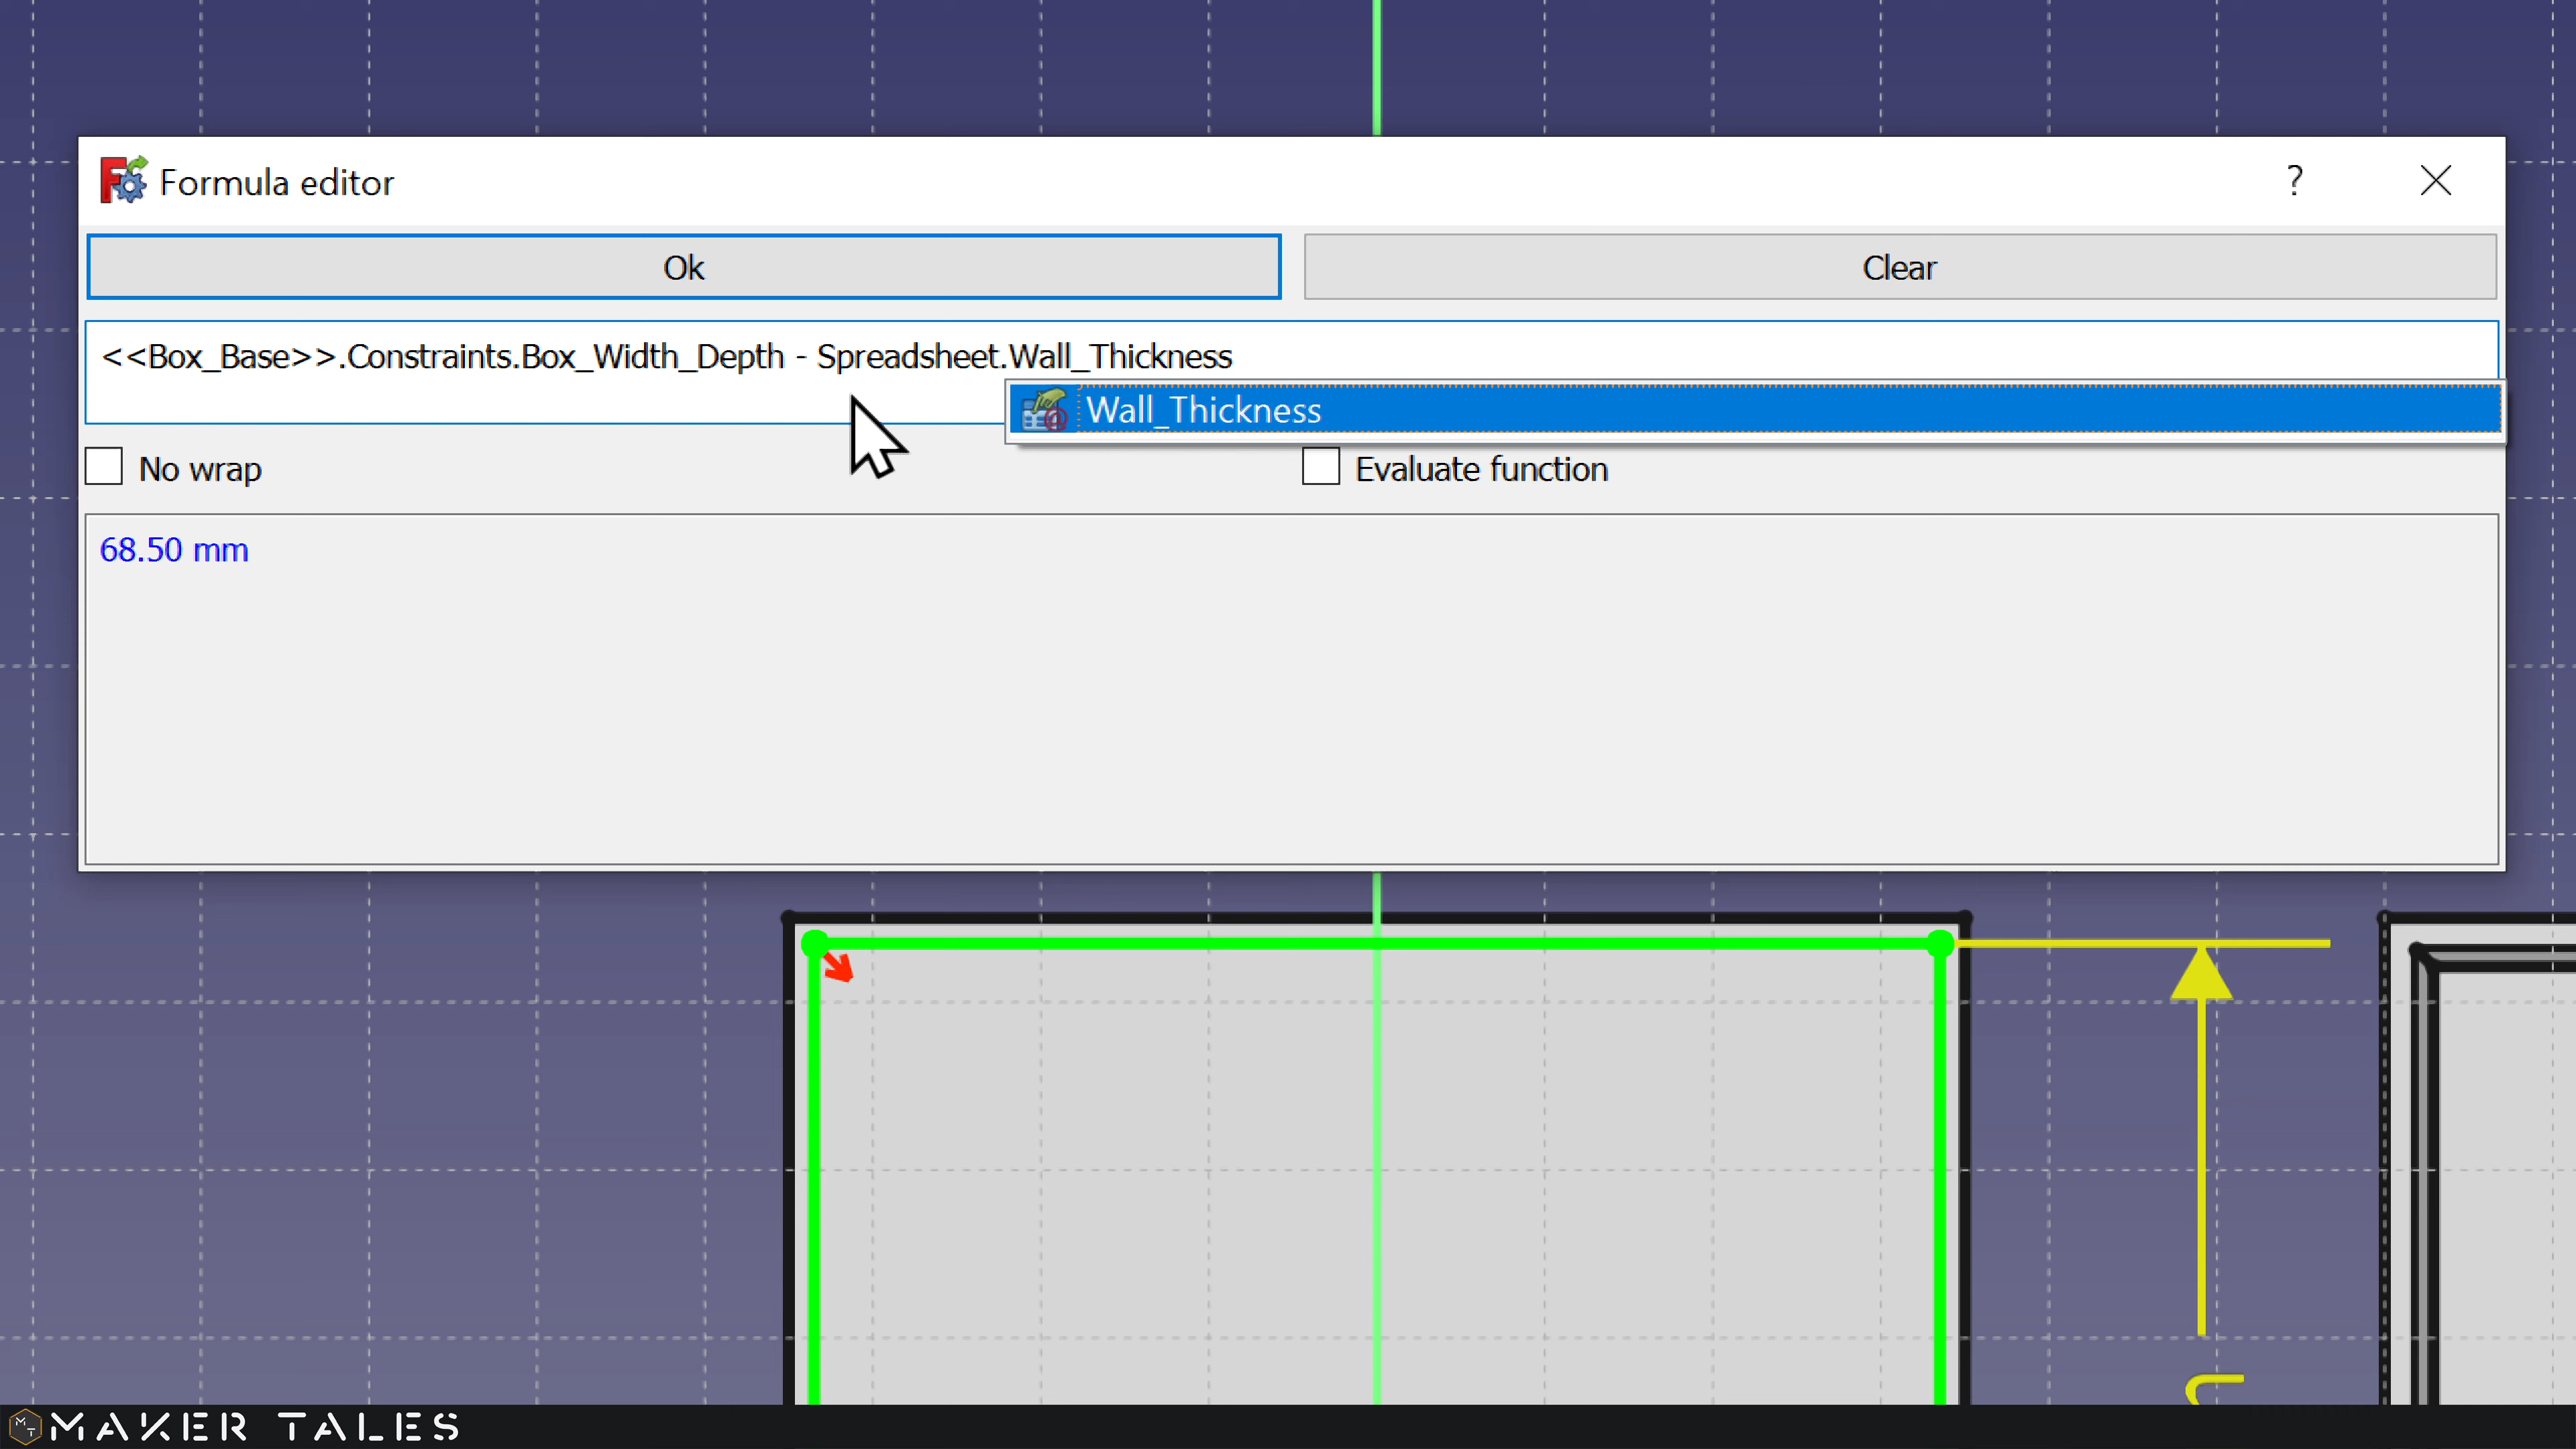 Formula editor
?
Ok
Clear
<<Box_Base>>.Constraints.Box_Width_Depth - Spreadsheet.Wall_Thickness
Wall_Thickness
No wrap
Evaluate function
68.50 mm
MAKER TALES